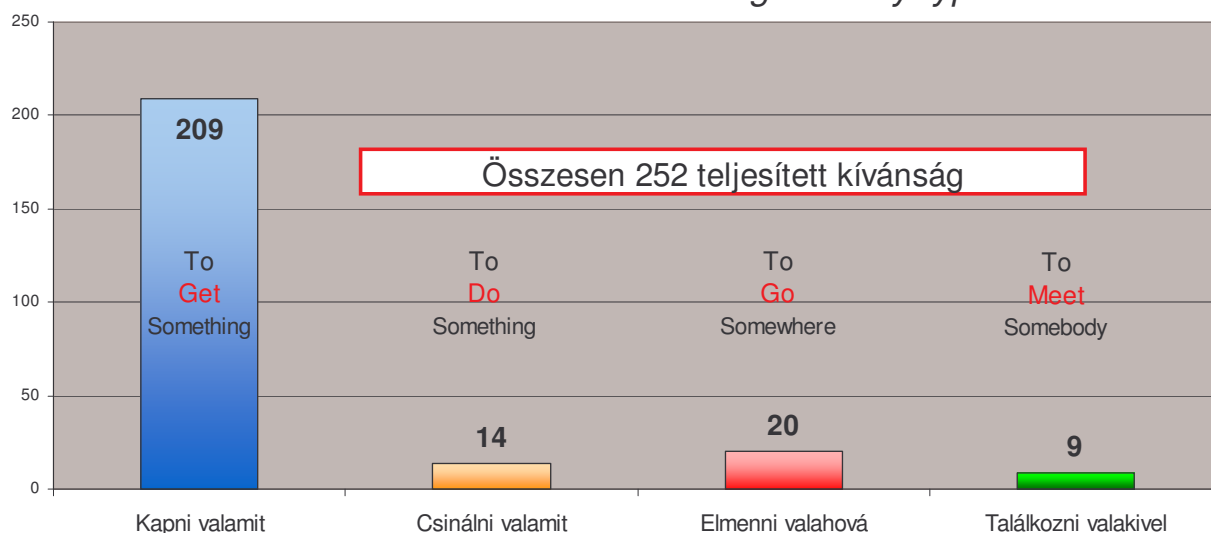 250
200
150
100
50
0
209
Összesen 252 teljesített kívánság
To
Get
Something
To
Do
Something
To
Go
Somewhere
To
Meet
Somebody
14
20
9
Kapni valamit
Csinálni valamit
Elmenni valahová
Találkozni valakivel